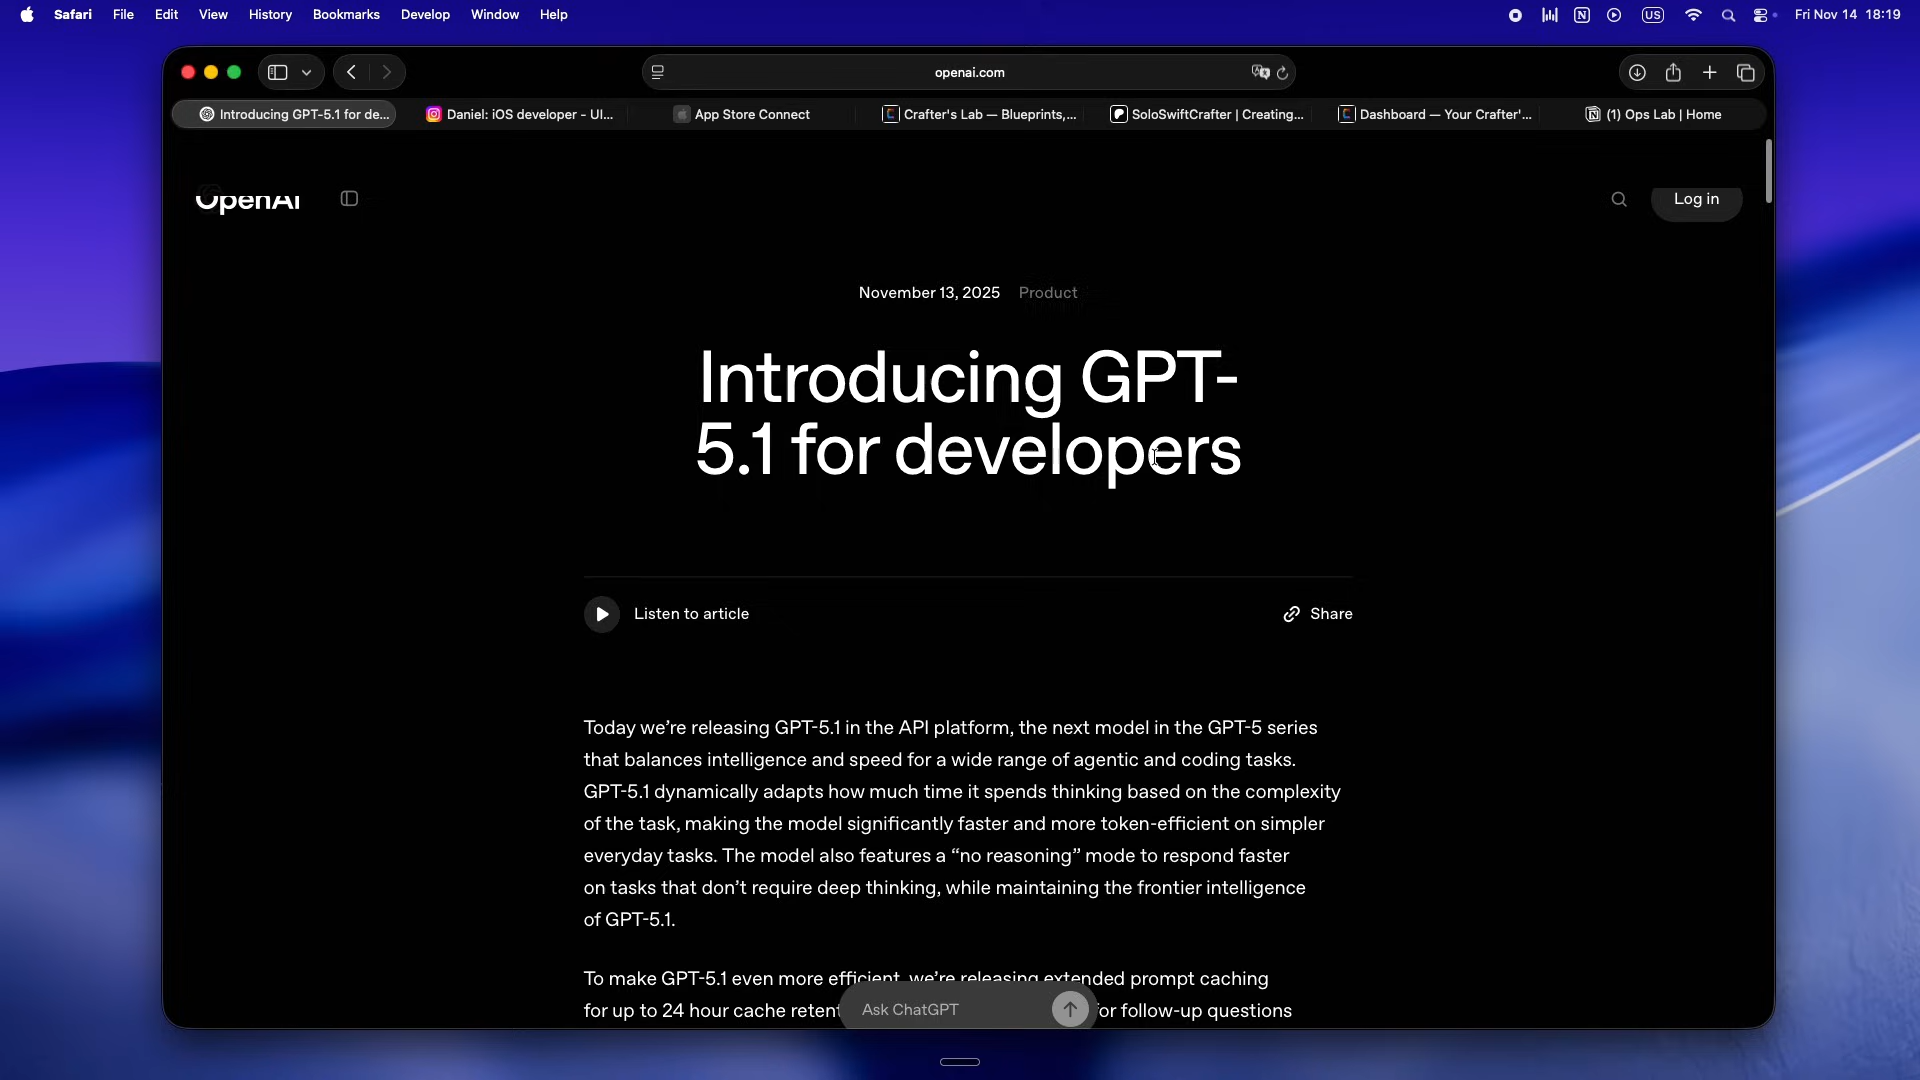 Safari File Edit View History Bookmarks Develop Window Help
US
Fri Nov 14 18:19
openai.com
Introducing GPT-5.1 for de...
Daniel: iOS developer - UI...
App Store Connect
Crafter's Lab — Blueprints,...
SoloSwiftCrafter | Creating...
Dashboard — Your Crafter'...
(1) Ops Lab | Home
OpenAI
Log in
November 13, 2025 Product
Introducing GPT-
5.1 for developers
Listen to article
Share
Today we’re releasing GPT-5.1 in the API platform, the next model in the GPT-5 series
that balances intelligence and speed for a wide range of agentic and coding tasks.
GPT-5.1 dynamically adapts how much time it spends thinking based on the complexity
of the task, making the model significantly faster and more token-efficient on simpler
everyday tasks. The model also features a “no reasoning” mode to respond faster
on tasks that don’t require deep thinking, while maintaining the frontier intelligence
of GPT-5.1.
To make GPT-5.1 even more efficient, we’re releasing extended prompt caching
for up to 24 hour cache retent
Ask ChatGPT
or follow-up questions